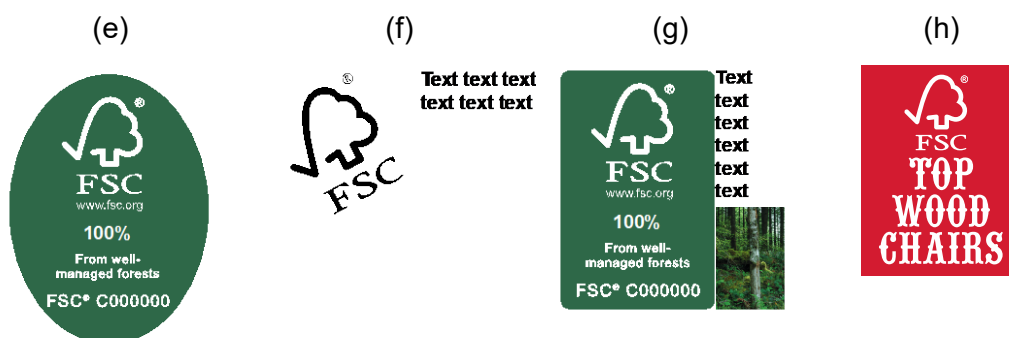 (e)
(f)
(g)
(h)
®
FSC
www.fsc.org
100%
From well-
managed forests
FSC® C000000
®
FSC
Text text text
text text text
®
FSC
www.fsc.org
100%
From well-
managed forests
FSC® C000000
Text
text
text
text
text
text
®
FSC
TOP
WOOD
CHAIRS